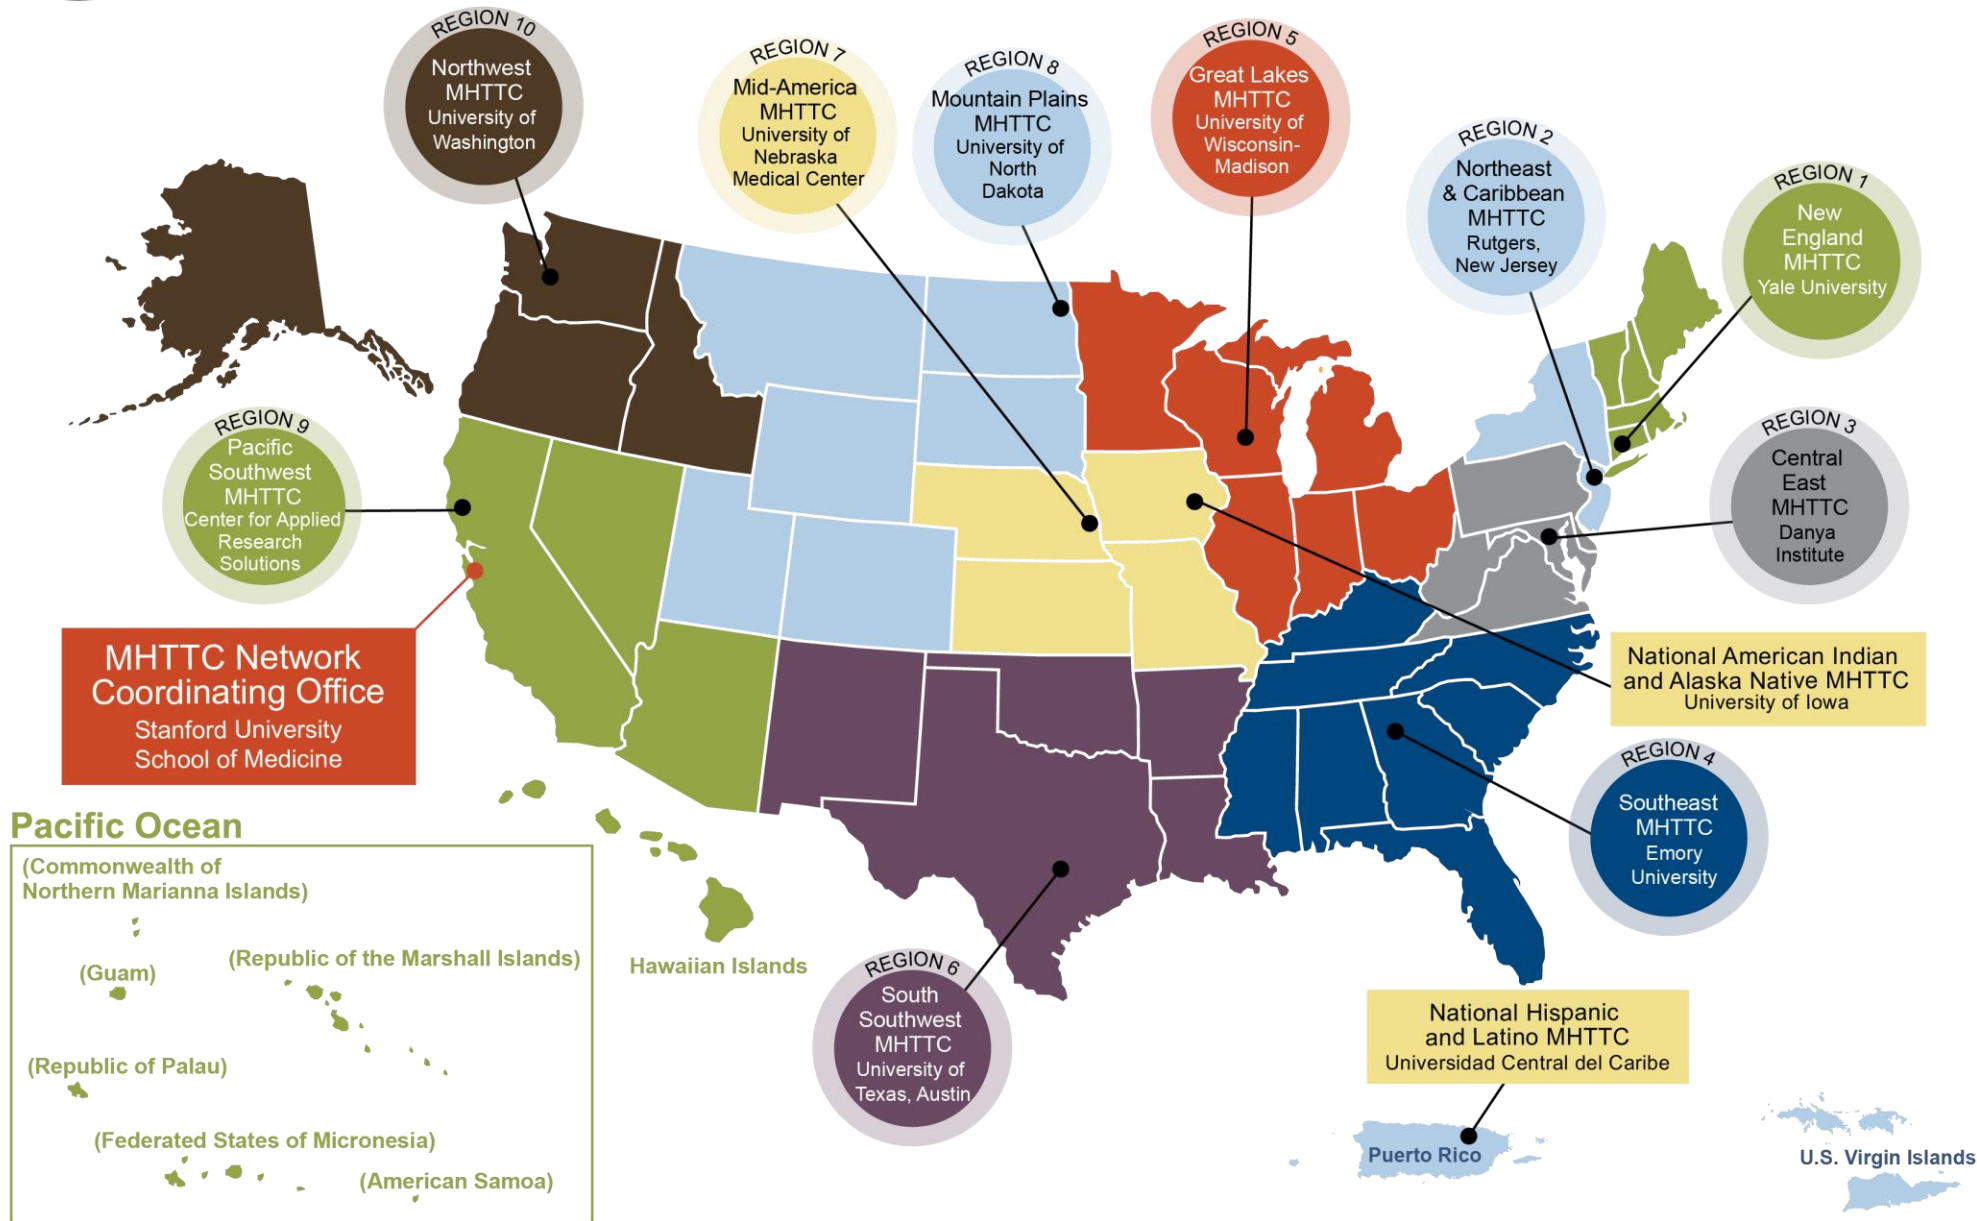 REGION 10
Northwest
MHTTC
University of
Washington
REGION 7
Mid-America
MHTTC
University of
Nebraska
Medical Center
REGION 8
Mountain Plains
MHTTC
University of
North
Dakota
REGION 5
Great Lakes
MHTTC
University of
Wisconsin-
Madison
REGION 2
Northeast
& Caribbean
MHTTC
Rutgers,
New Jersey
REGION 1
New
England
MHTTC
Yale University
REGION 9
Pacific
Southwest
MHTTC
Center for Applied
Research
Solutions
REGION 3
Central
East
MHTTC
Danya
Institute
MHTTC Network
Coordinating Office
Stanford University
School of Medicine
National American Indian
and Alaska Native MHTTC
University of Iowa
REGION 4
Southeast
MHTTC
Emory
University
Pacific Ocean
(Commonwealth of
Northern Marianna Islands)
(Guam)
(Republic of the Marshall Islands)
(Republic of Palau)
(Federated States of Micronesia)
(American Samoa)
Hawaiian Islands
REGION 6
South
Southwest
MHTTC
University of
Texas, Austin
National Hispanic
and Latino MHTTC
Universidad Central del Caribe
Puerto Rico
U.S. Virgin Islands